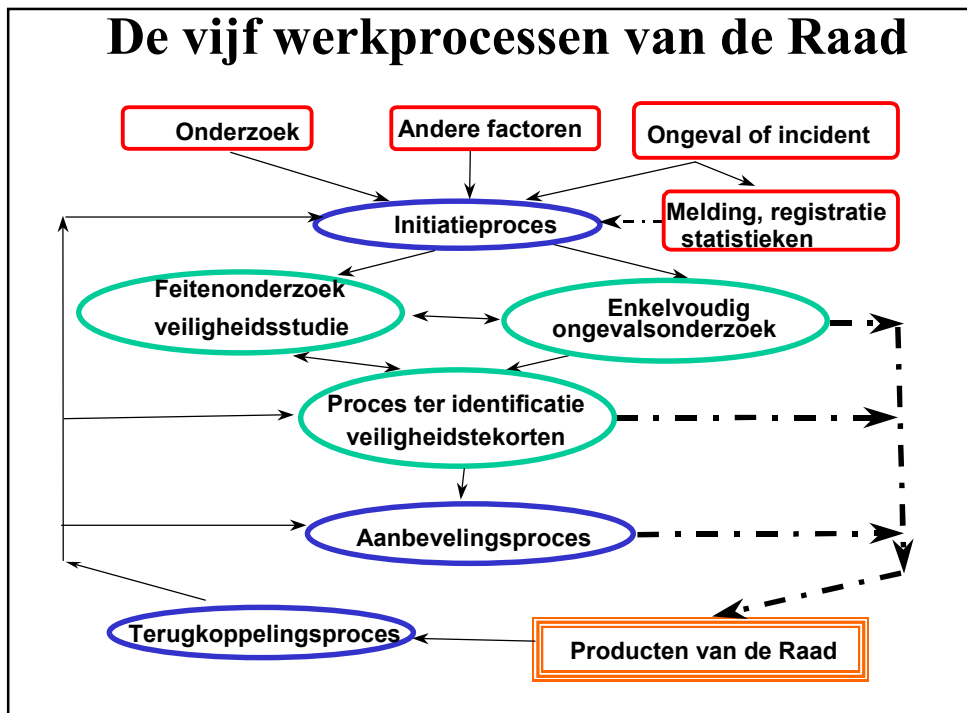 De vijf werkprocessen van de Raad
Onderzoek
Andere factoren
Ongeval of incident
Initiatieproces
Melding, registratie
statistieken
Feitenonderzoek
veiligheidsstudie
Enkelvoudig
ongevalsonderzoek
Proces ter identificatie
veiligheidstekorten
Aanbevelingsproces
Terugkoppelingsproces
Producten van de Raad